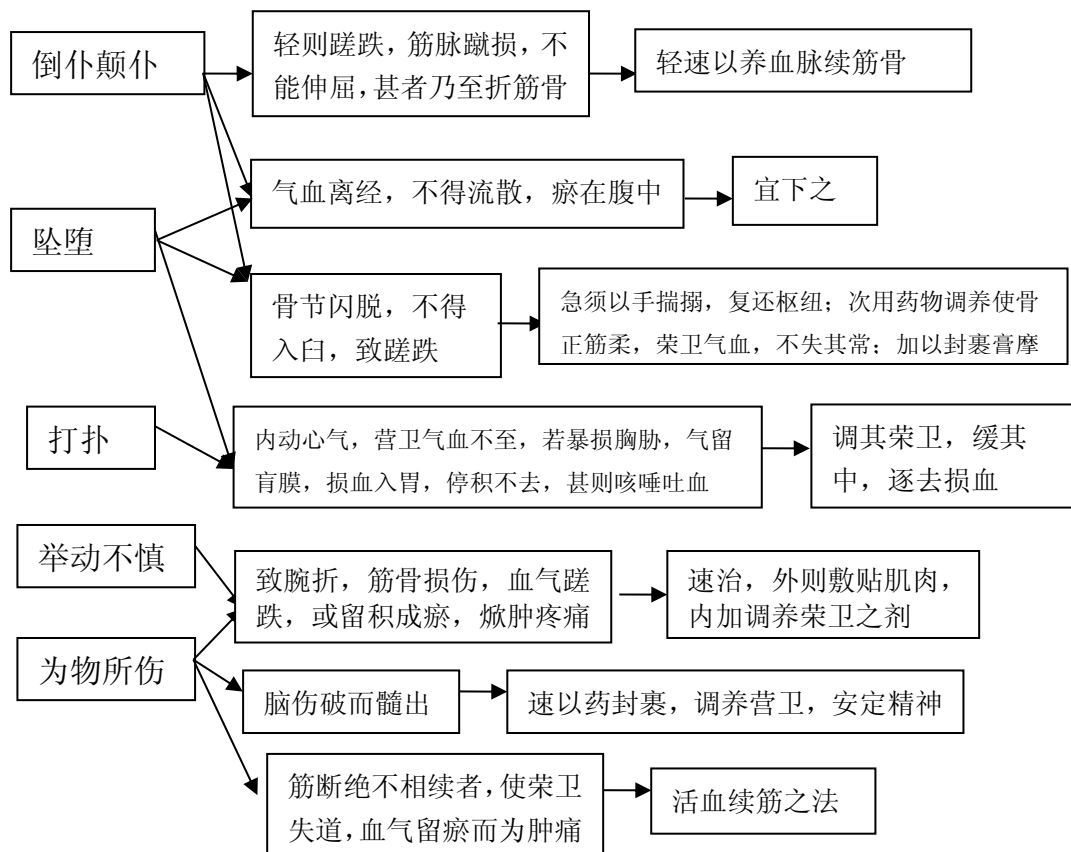 倒仆颠仆
轻则蹉跌，筋脉蹴损，不
能伸屈，甚者乃至折筋骨
轻速以养血脉续筋骨
气血离经，不得流散，瘀在腹中
宜下之
坠堕
骨节闪脱，不得
入臼，致蹉跌
急须以手揣搦，复还枢纽；次用药物调养使骨
正筋柔，荣卫气血，不失其常；加以封裹膏摩
打扑
内动心气，营卫气血不至，若暴损胸胁，气留
肓膜，损血入胃，停积不去，甚则咳唾吐血
调其荣卫，缓其
中，逐去损血
举动不慎
致腕折，筋骨损伤，血气蹉
跌，或留积成瘀，焮肿疼痛
速治，外则敷贴肌肉，
内加调养荣卫之剂
为物所伤
脑伤破而髓出
速以药封裹，调养营卫，安定精神
筋断绝不相续者，使荣卫
失道，血气留瘀而为肿痛
活血续筋之法